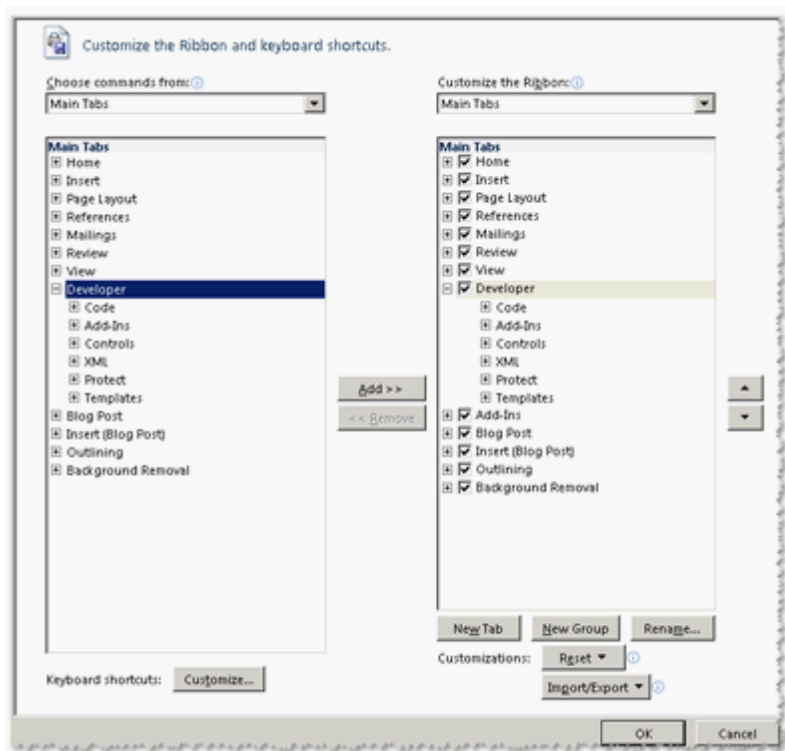 Customize the Ribbon and keyboard shortcuts.
Choose commands from:
Main Tabs
Main Tabs
Home
Insert
Page Layout
References
Mailings
Review
View
Developer
Code
Add-Ins
Controls
XML
Protect
Templates
Blog Post
Insert (Blog Post)
Outlining
Background Removal
Keyboard shortcuts: Customize...
Add >>
<< Remove
Customize the Ribbon:
Main Tabs
Main Tabs
Home
Insert
Page Layout
References
Mailings
Review
View
Developer
Code
Add-Ins
Controls
XML
Protect
Templates
Add-Ins
Blog Post
Insert (Blog Post)
Outlining
Background Removal
New Tab New Group Rename...
Customizations: Reset
Import/Export
OK Cancel